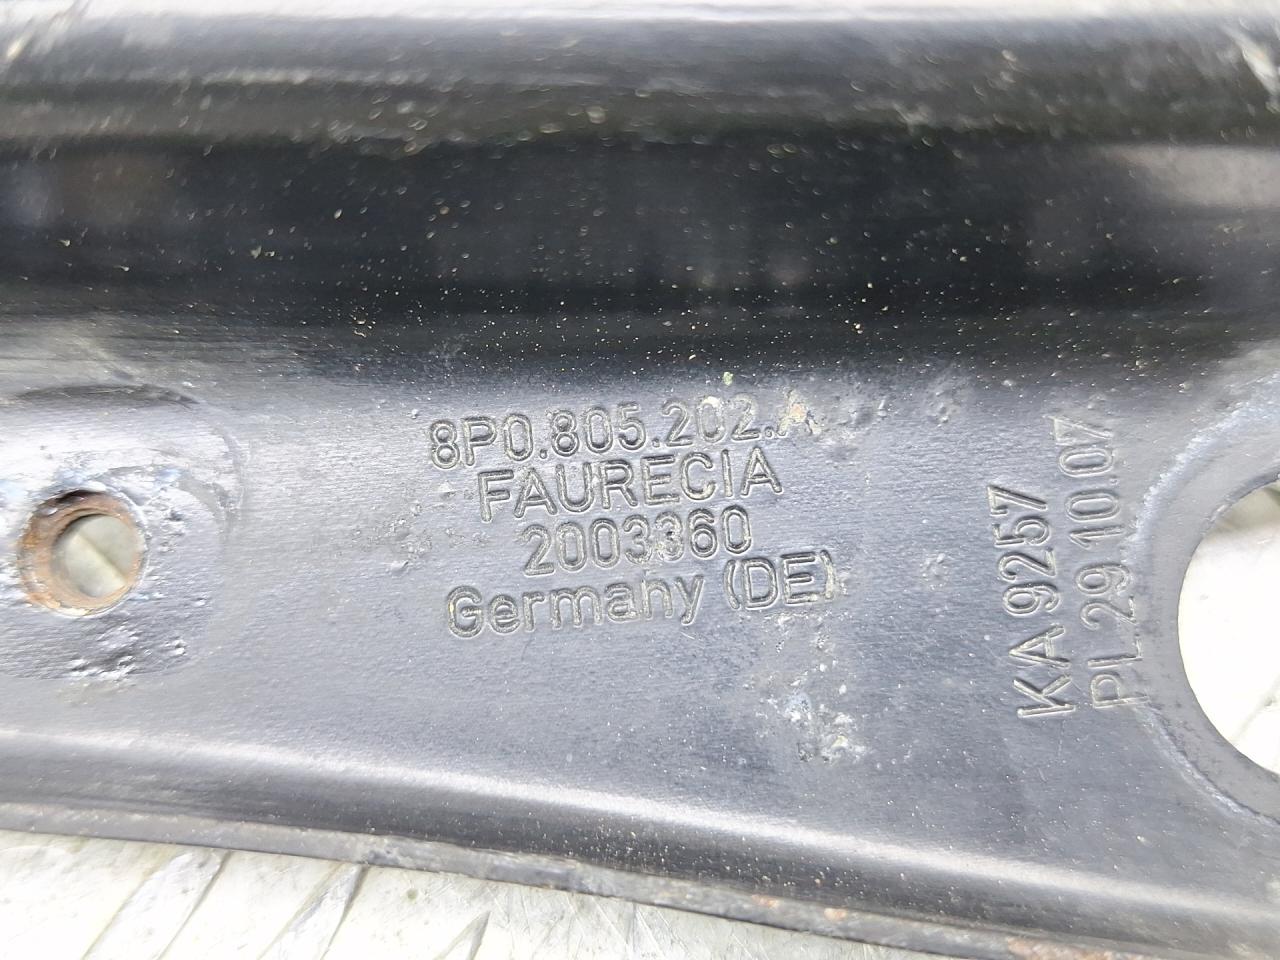 8P0.805.202.A
FAURECIA
2003360
Germany (DE)
KA 9257
PL 29 10.07